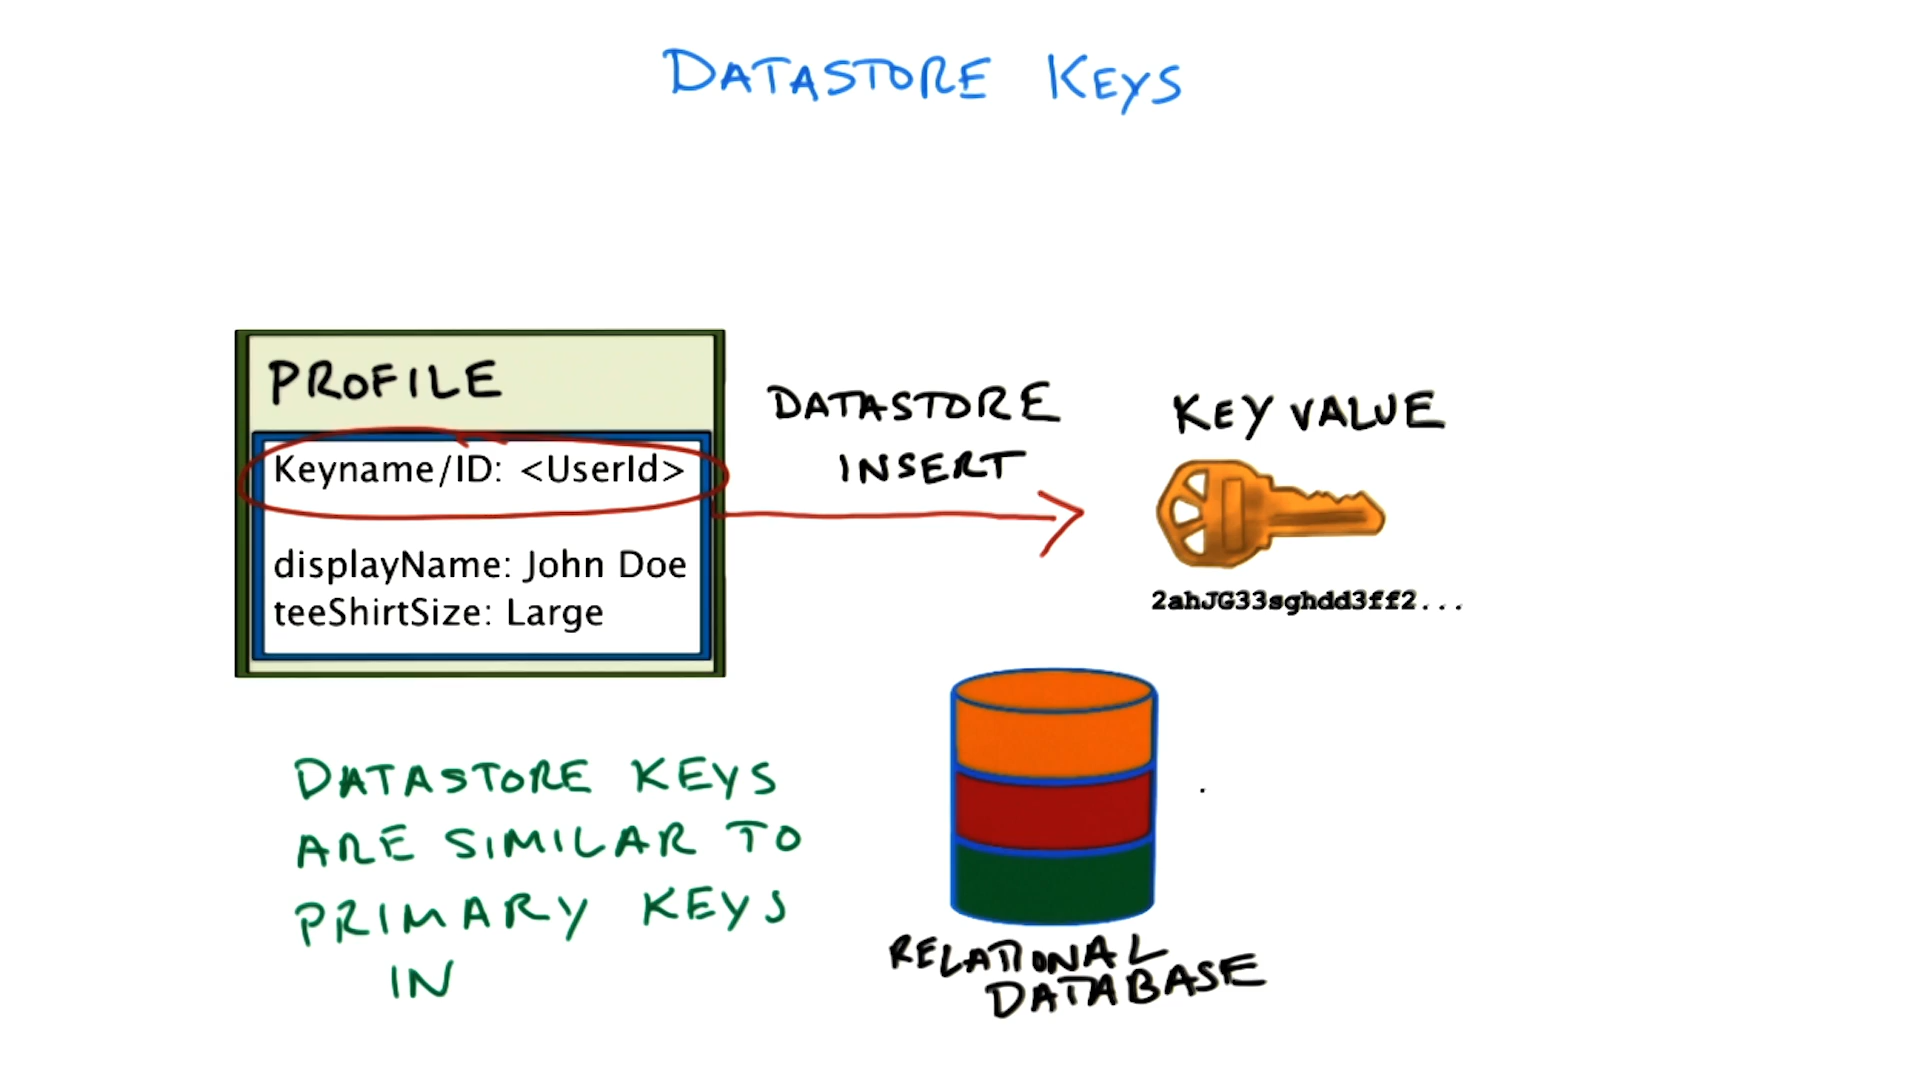 DATASTORE KEYS
PROFILE
Keyname/ID: <UserId>
displayName: John Doe
teeShirtSize: Large
DATASTORE
INSERT
KEY VALUE
2ahJG33sghdd3ff2...
DATASTORE KEYS
ARE SIMILAR TO
PRIMARY KEYS
IN
RELATIONAL
DATABASE